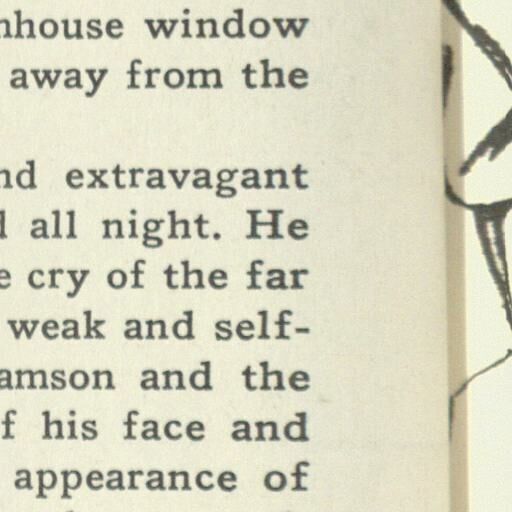 nhouse window
away from the
nd extravagant
l all night. He
e cry of the far
weak and self-
amson and the
f his face and
appearance of